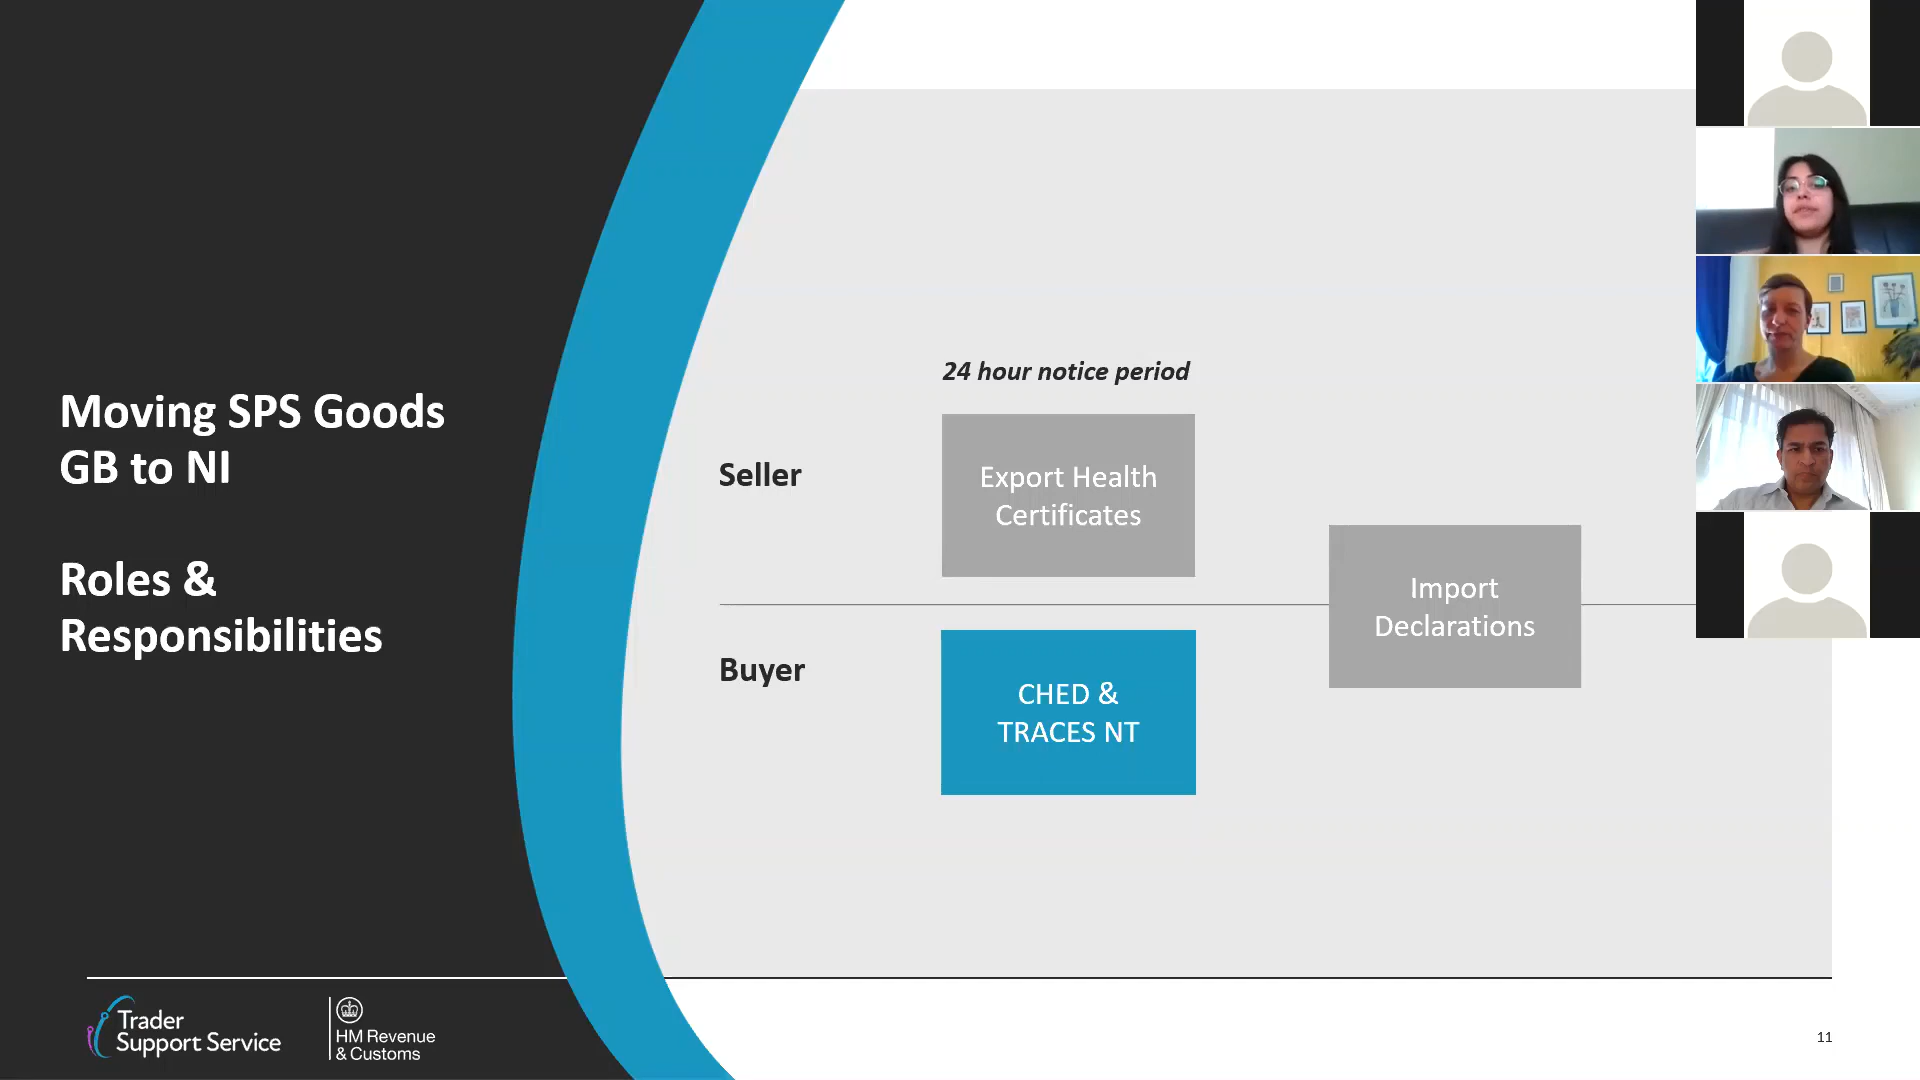 Moving SPS Goods
GB to NI
Roles &
Responsibilities
24 hour notice period
Seller
Export Health
Certificates
Import
Declarations
Buyer
CHED &
TRACES NT
Trader
Support Service
HM Revenue
& Customs
11